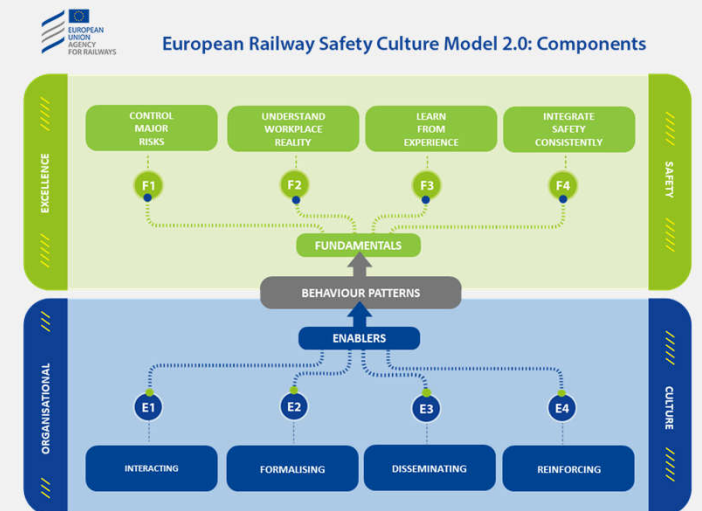 EUROPEAN
UNION
AGENCY
FOR RAILWAYS
European Railway Safety Culture Model 2.0: Components
EXCELLENCE
CONTROL
MAJOR
RISKS
UNDERSTAND
WORKPLACE
REALITY
LEARN
FROM
EXPERIENCE
INTEGRATE
SAFETY
CONSISTENTLY
SAFETY
F1
F2
F3
F4
FUNDAMENTALS
BEHAVIOUR PATTERNS
ENABLERS
ORGANISATIONAL
E1
E2
E3
E4
CULTURE
INTERACTING
FORMALISING
DISSEMINATING
REINFORCING